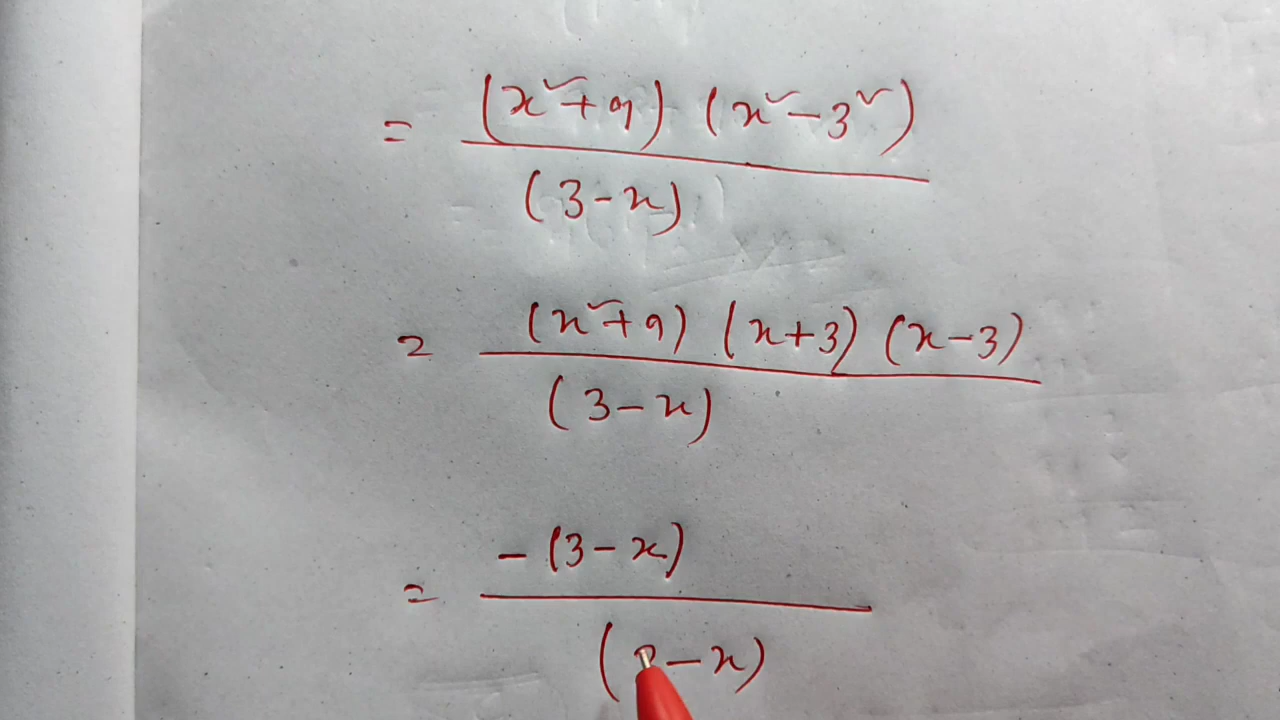 = (x²+9) (x²-3²)
(3-x)
= (x²+9) (x+3) (x-3)
(3-x)
= -(3-x)
(3-x)